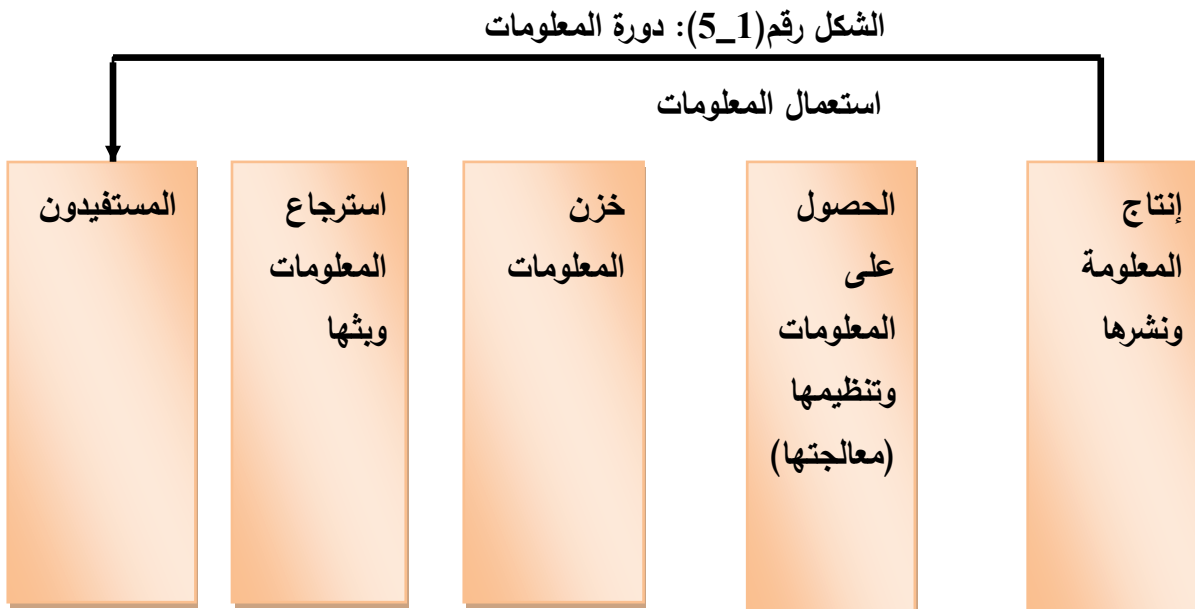 الشكل رقم(1_5): دورة المعلومات
استعمال المعلومات
إنتاج
المعلومة
ونشرها
الحصول
على
المعلومات
وتنظيمها
(معالجتها)
خزن
المعلومات
استرجاع
المعلومات
وبثها
المستفيدون